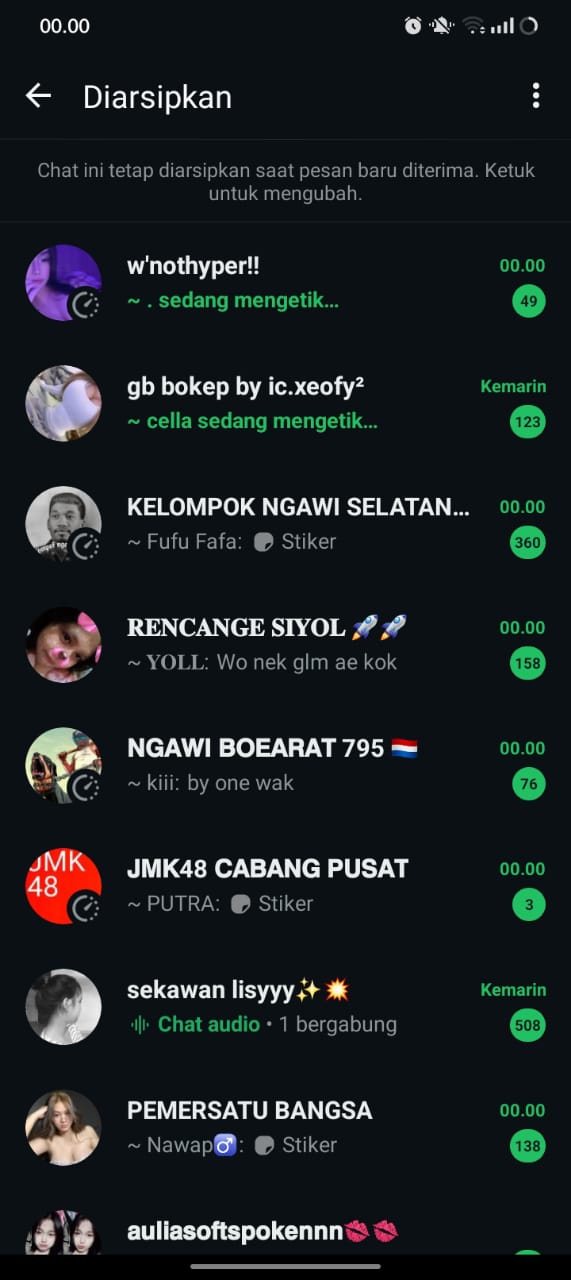 00.00
Diarsipkan
Chat ini tetap diarsipkan saat pesan baru diterima. Ketuk
untuk mengubah.
w'nothyper!!
00.00
~ . sedang mengetik...
49
gb bokep by ic.xeofy²
Kemarin
~ cella sedang mengetik...
123
KELOMPOK NGAWI SELATAN...
00.00
~ Fufu Fafa: Stiker
360
𝐑𝐄𝐍𝐂𝐀𝐍𝐆𝐄 𝐒𝐈𝐘𝐎𝐋 🚀🚀
00.00
~ 𝐘𝐎𝐋𝐋: Wo nek glm ae kok
158
NGAWI BOEARAT 795 🇳🇱
00.00
~ kiii: by one wak
76
JMK
48
JMK48 CABANG PUSAT
00.00
~ PUTRA: Stiker
3
sekawan lisyyy✨💥
Kemarin
Chat audio • 1 bergabung
508
PEMERSATU BANGSA
00.00
~ Nawap♂️: Stiker
138
auliasoftspokennn💋💋